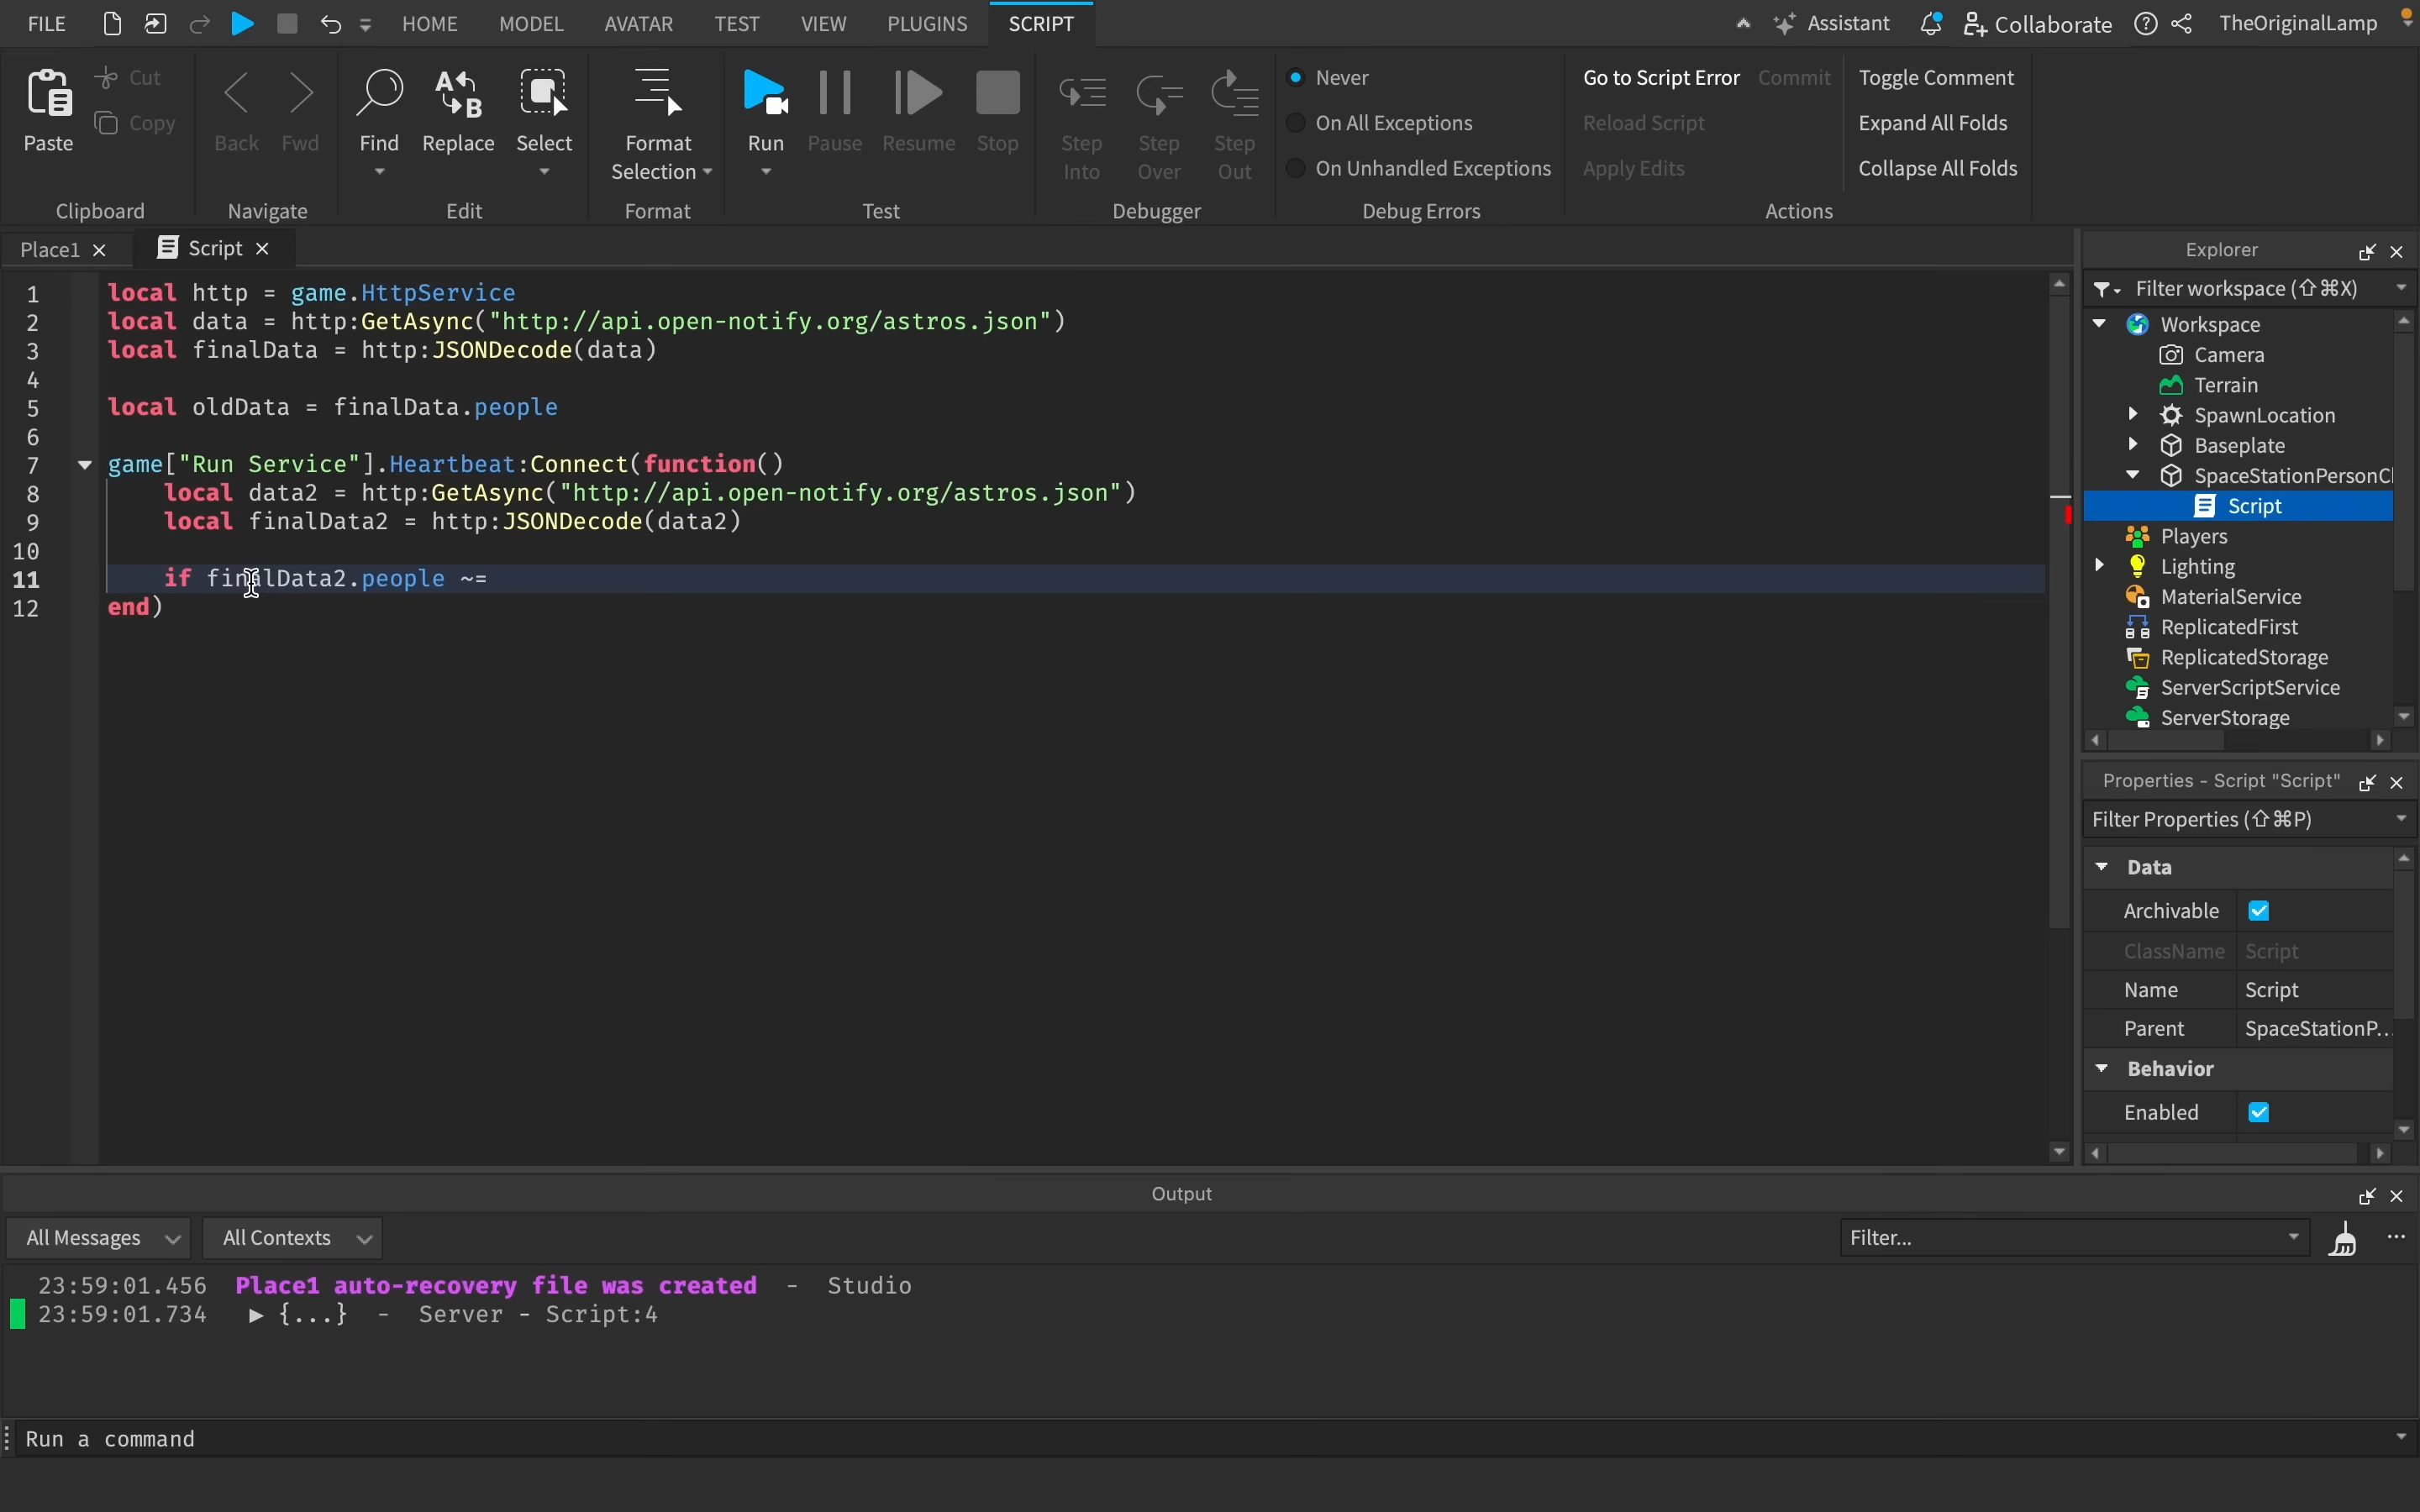 FILE HOME MODEL AVATAR TEST VIEW PLUGINS SCRIPT Assistant Collaborate TheOriginalLamp
Paste Cut Copy
Clipboard
Back Fwd
Navigate
Find Replace Select
Edit
Format Selection
Format
Run Pause Resume Stop
Test
Step Into Step Over Step Out
Debugger
Never
On All Exceptions
On Unhandled Exceptions
Debug Errors
Go to Script Error Commit
Reload Script
Apply Edits
Toggle Comment
Expand All Folds
Collapse All Folds
Actions
Place1 Script
1 local http = game.HttpService
2 local data = http:GetAsync("http://api.open-notify.org/astros.json")
3 local finalData = http:JSONDecode(data)
4
5 local oldData = finalData.people
6
7 game["Run Service"].Heartbeat:Connect(function()
8 local data2 = http:GetAsync("http://api.open-notify.org/astros.json")
9 local finalData2 = http:JSONDecode(data2)
10
11 if finalData2.people ~=
12 end)
Explorer
Filter workspace (⇧⌘X)
Workspace
Camera
Terrain
SpawnLocation
Baseplate
SpaceStationPersonCl
Script
Players
Lighting
MaterialService
ReplicatedFirst
ReplicatedStorage
ServerScriptService
ServerStorage
Properties - Script "Script"
Filter Properties (⇧⌘P)
Data
Archivable
ClassName Script
Name Script
Parent SpaceStationP...
Behavior
Enabled
Output
All Messages All Contexts Filter...
23:59:01.456 Place1 auto-recovery file was created - Studio
23:59:01.734 ▶ {...} - Server - Script:4
Run a command